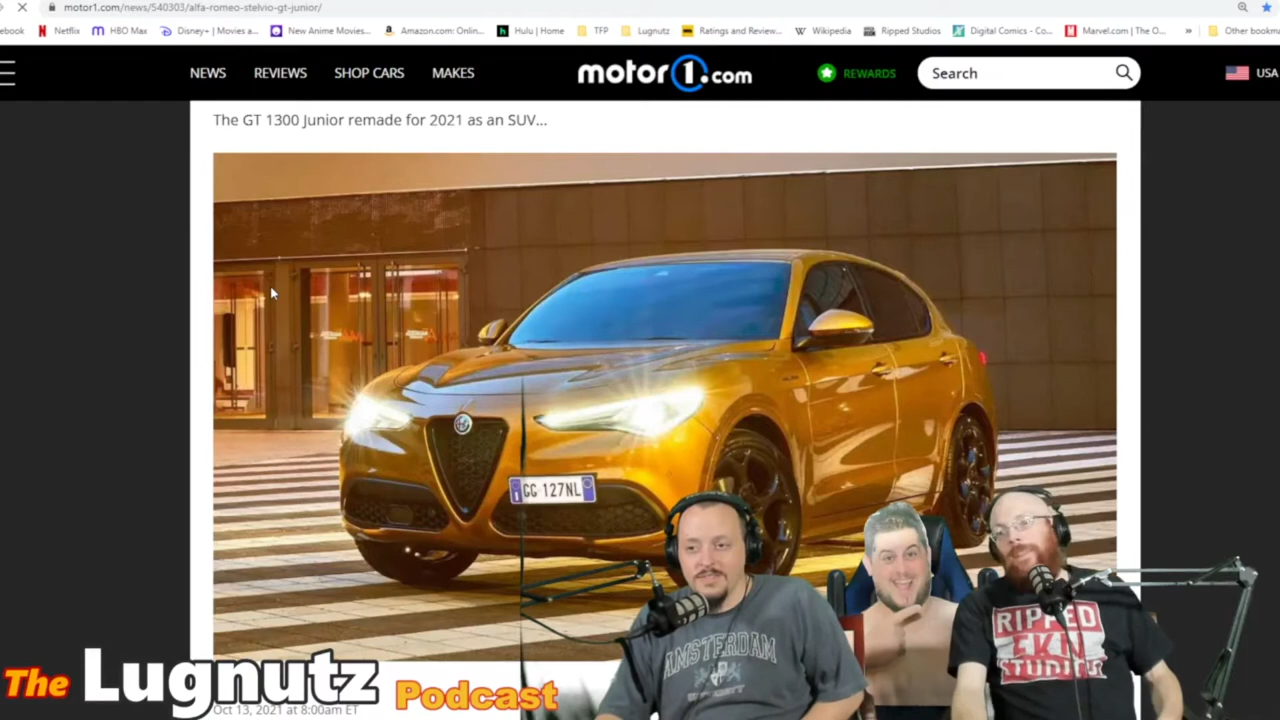 motor1.com/news/540303/alfa-romeo-stelvio-gt-junior/
ebook Netflix HBO Max Disney+ | Movies a... New Anime Movies... Amazon.com: Onlin... Hulu | Home TFP Lugnutz Ratings and Review... Wikipedia Ripped Studios Digital Comics - Co... Marvel.com | The O... » Other bookma
NEWS REVIEWS SHOP CARS MAKES motor1.com REWARDS Search USA
The GT 1300 Junior remade for 2021 as an SUV...
GG 127NL
AMSTERDAM
RIPPED
STUDIOS
The Lugnutz Podcast
Oct 13, 2021 at 8:00am ET